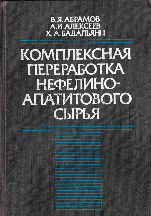 В.Я. АБРАМОВ
А.И. АЛЕКСЕЕВ
Х.А. БАДАЛЬЯНЦ
КОМПЛЕКСНАЯ
ПЕРЕРАБОТКА
НЕФЕЛИНО-
АПАТИТОВОГО
СЫРЬЯ